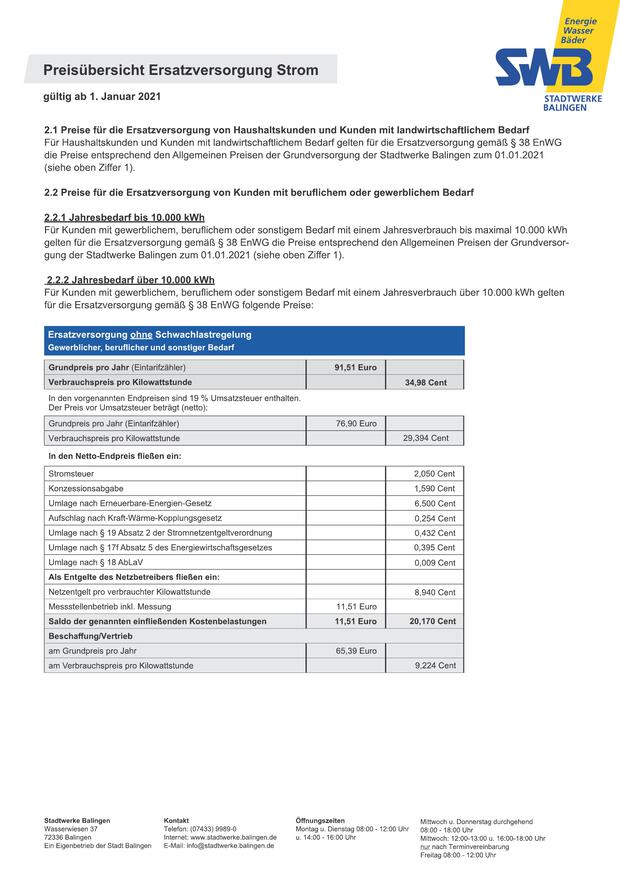 Energie
Wasser
Bäder
SWB
STADTWERKE
BALINGEN
Preisübersicht Ersatzversorgung Strom
gültig ab 1. Januar 2021
2.1 Preise für die Ersatzversorgung von Haushaltskunden und Kunden mit landwirtschaftlichem Bedarf
Für Haushaltskunden und Kunden mit landwirtschaftlichem Bedarf gelten für die Ersatzversorgung gemäß § 38 EnWG
die Preise entsprechend den Allgemeinen Preisen der Grundversorgung der Stadtwerke Balingen zum 01.01.2021
(siehe oben Ziffer 1).
2.2 Preise für die Ersatzversorgung von Kunden mit beruflichem oder gewerblichem Bedarf
2.2.1 Jahresbedarf bis 10.000 kWh
Für Kunden mit gewerblichem, beruflichem oder sonstigem Bedarf mit einem Jahresverbrauch bis maximal 10.000 kWh
gelten für die Ersatzversorgung gemäß § 38 EnWG die Preise entsprechend den Allgemeinen Preisen der Grundversor-
gung der Stadtwerke Balingen zum 01.01.2021 (siehe oben Ziffer 1).
2.2.2 Jahresbedarf über 10.000 kWh
Für Kunden mit gewerblichem, beruflichem oder sonstigem Bedarf mit einem Jahresverbrauch über 10.000 kWh gelten
für die Ersatzversorgung gemäß § 38 EnWG folgende Preise:
Ersatzversorgung ohne Schwachlastregelung
Gewerblicher, beruflicher und sonstiger Bedarf
Grundpreis pro Jahr (Eintarifzähler) 91,51 Euro
Verbrauchspreis pro Kilowattstunde 34,98 Cent
In den vorgenannten Endpreisen sind 19 % Umsatzsteuer enthalten.
Der Preis vor Umsatzsteuer beträgt (netto):
Grundpreis pro Jahr (Eintarifzähler) 76,90 Euro
Verbrauchspreis pro Kilowattstunde 29,394 Cent
In den Netto-Endpreis fließen ein:
Stromsteuer 2,050 Cent
Konzessionsabgabe 1,590 Cent
Umlage nach Erneuerbare-Energien-Gesetz 6,500 Cent
Aufschlag nach Kraft-Wärme-Kopplungsgesetz 0,254 Cent
Umlage nach § 19 Absatz 2 der Stromnetzentgeltverordnung 0,432 Cent
Umlage nach § 17f Absatz 5 des Energiewirtschaftsgesetzes 0,395 Cent
Umlage nach § 18 AbLaV 0,009 Cent
Als Entgelte des Netzbetreibers fließen ein:
Netzentgelt pro verbrauchter Kilowattstunde 8,940 Cent
Messstellenbetrieb inkl. Messung 11,51 Euro
Saldo der genannten einfließenden Kostenbelastungen 11,51 Euro 20,170 Cent
Beschaffung/Vertrieb
am Grundpreis pro Jahr 65,39 Euro
am Verbrauchspreis pro Kilowattstunde 9,224 Cent
Stadtwerke Balingen
Wasserwiesen 37
72336 Balingen
Ein Eigenbetrieb der Stadt Balingen
Kontakt
Telefon: (07433) 9989-0
Internet: www.stadtwerke.balingen.de
E-Mail: info@stadtwerke.balingen.de
Öffnungszeiten
Montag u. Dienstag 08:00 - 12:00 Uhr
u. 14:00 - 16:00 Uhr
Mittwoch u. Donnerstag durchgehend
08:00 - 18:00 Uhr
Mittwoch: 12:00-13:00 u. 16:00-18:00 Uhr
nur nach Terminvereinbarung
Freitag 08:00 - 12:00 Uhr